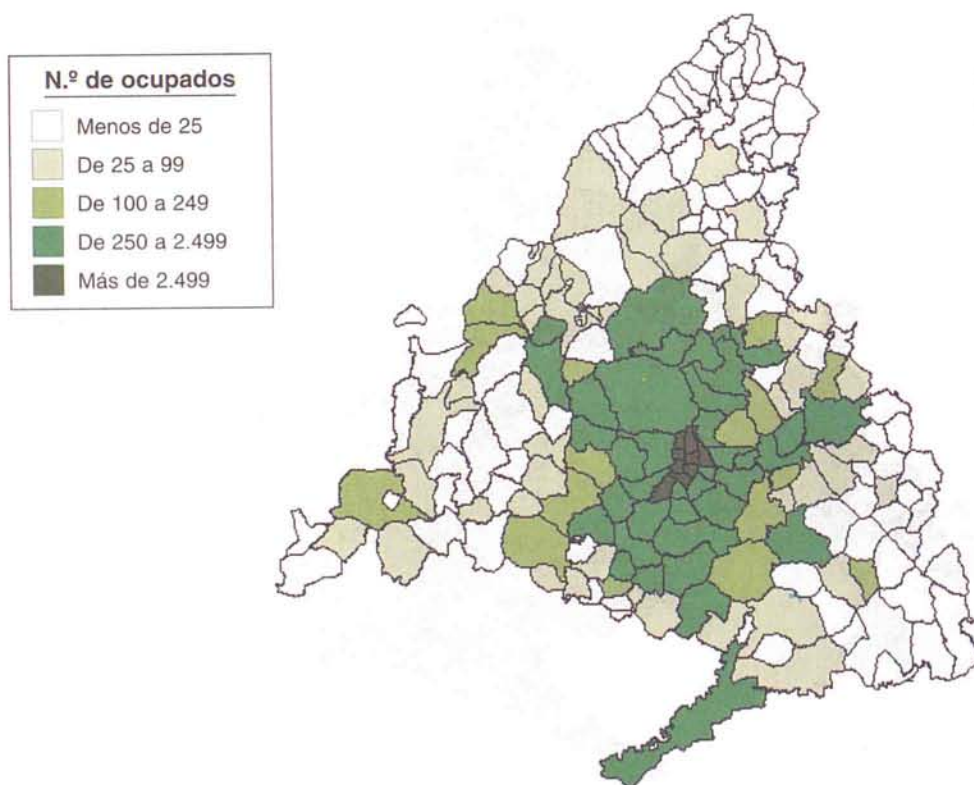 N.º de ocupados
Menos de 25
De 25 a 99
De 100 a 249
De 250 a 2.499
Más de 2.499